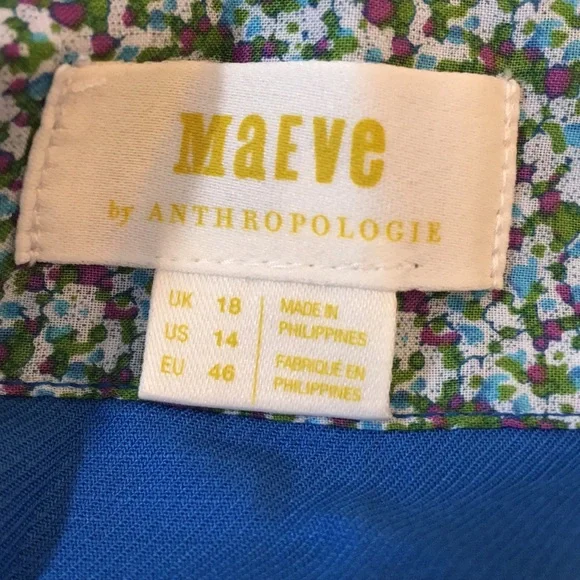 MaEVe
by ANTHROPOLOGIE
UK 18
US 14
EU 46
MADE IN
PHILIPPINES
FABRIQUÉ EN
PHILIPPINES